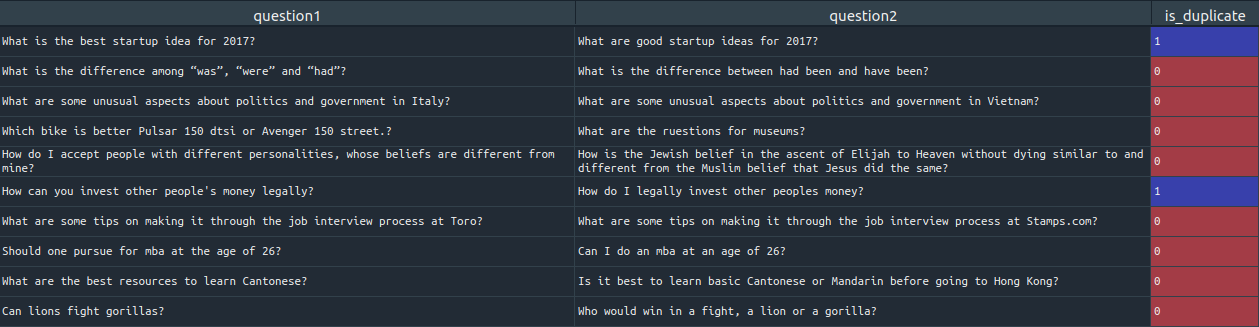 question1 question2 is_duplicate
What is the best startup idea for 2017? What are good startup ideas for 2017? 1
What is the difference among “was”, “were” and “had”? What is the difference between had been and have been? 0
What are some unusual aspects about politics and government in Italy? What are some unusual aspects about politics and government in Vietnam? 0
Which bike is better Pulsar 150 dtsi or Avenger 150 street.? What are the ruestions for museums? 0
How do I accept people with different personalities, whose beliefs are different from
mine?
How is the Jewish belief in the ascent of Elijah to Heaven without dying similar to and
different from the Muslim belief that Jesus did the same?
0
How can you invest other people's money legally? How do I legally invest other peoples money? 1
What are some tips on making it through the job interview process at Toro? What are some tips on making it through the job interview process at Stamps.com? 0
Should one pursue for mba at the age of 26? Can I do an mba at an age of 26? 0
What are the best resources to learn Cantonese? Is it best to learn basic Cantonese or Mandarin before going to Hong Kong? 0
Can lions fight gorillas? Who would win in a fight, a lion or a gorilla? 0